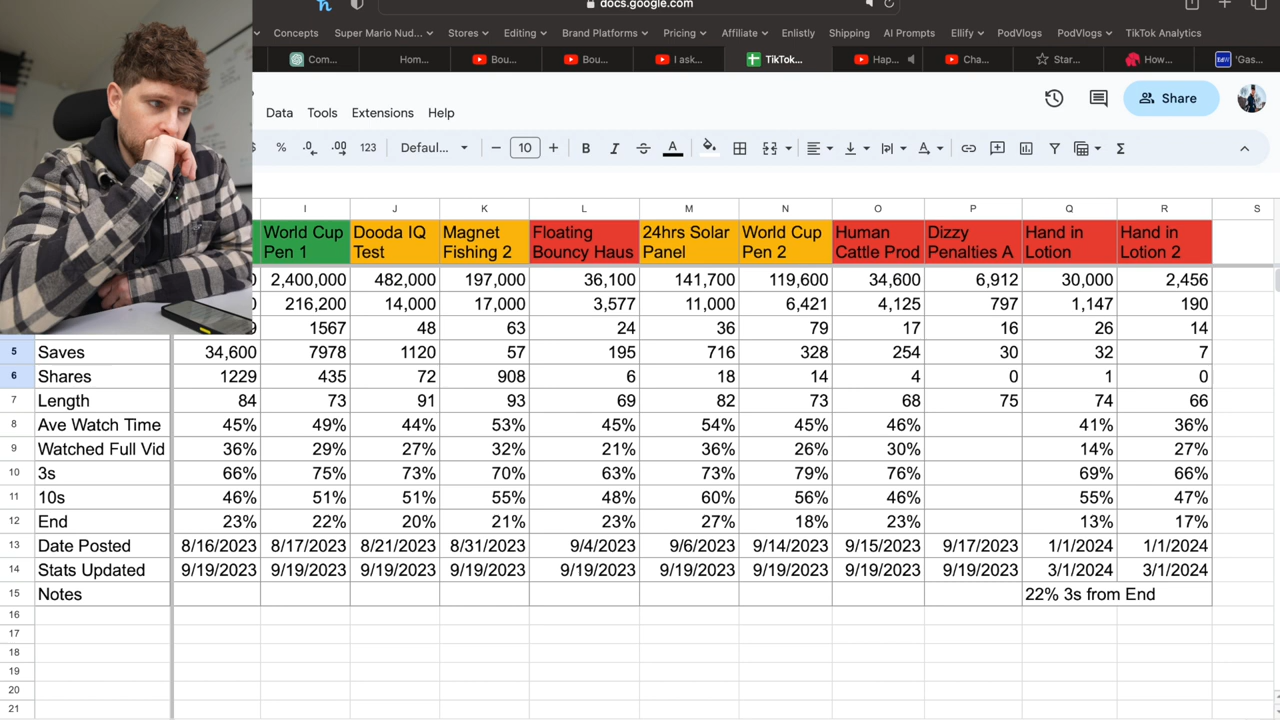 docs.google.com
Concepts Super Mario Nud... Stores Editing Brand Platforms Pricing Affiliate Enlistly Shipping AI Prompts Ellify PodVlogs PodVlogs TikTok Analytics
Com... Hom... Bou... Bou... I ask... TikTok... Hap... Cha... Star... How... 'Gas...
Data Tools Extensions Help Share
% .0 .00 123 Defaul... − 10 + B I S A Σ
I J K L M N O P Q R S
World Cup Pen 1 Dooda IQ Test Magnet Fishing 2 Floating Bouncy Haus 24hrs Solar Panel World Cup Pen 2 Human Cattle Prod Dizzy Penalties A Hand in Lotion Hand in Lotion 2
2,400,000 482,000 197,000 36,100 141,700 119,600 34,600 6,912 30,000 2,456
0 216,200 14,000 17,000 3,577 11,000 6,421 4,125 797 1,147 190
9 1567 48 63 24 36 79 17 16 26 14
5 Saves 34,600 7978 1120 57 195 716 328 254 30 32 7
6 Shares 1229 435 72 908 6 18 14 4 0 1 0
7 Length 84 73 91 93 69 82 73 68 75 74 66
8 Ave Watch Time 45% 49% 44% 53% 45% 54% 45% 46% 41% 36%
9 Watched Full Vid 36% 29% 27% 32% 21% 36% 26% 30% 14% 27%
10 3s 66% 75% 73% 70% 63% 73% 79% 76% 69% 66%
11 10s 46% 51% 51% 55% 48% 60% 56% 46% 55% 47%
12 End 23% 22% 20% 21% 23% 27% 18% 23% 13% 17%
13 Date Posted 8/16/2023 8/17/2023 8/21/2023 8/31/2023 9/4/2023 9/6/2023 9/14/2023 9/15/2023 9/17/2023 1/1/2024 1/1/2024
14 Stats Updated 9/19/2023 9/19/2023 9/19/2023 9/19/2023 9/19/2023 9/19/2023 9/19/2023 9/19/2023 9/19/2023 3/1/2024 3/1/2024
15 Notes 22% 3s from End
16
17
18
19
20
21